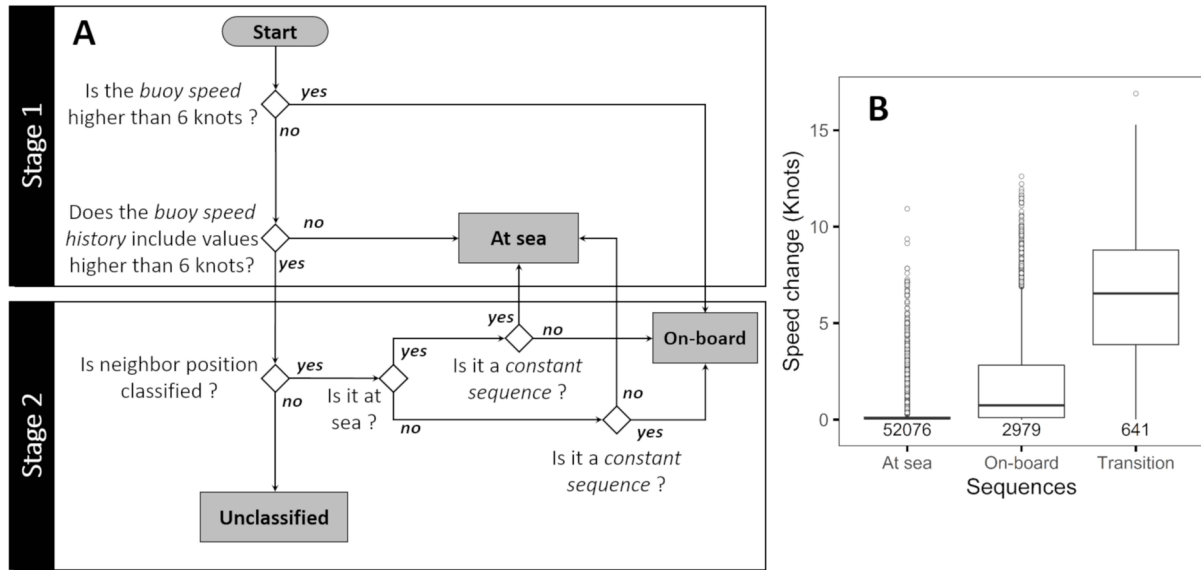 A
Stage 1
Start
Is the buoy speed
higher than 6 knots ?
yes
no
Does the buoy speed
history include values
higher than 6 knots?
no
yes
At sea
Stage 2
Is neighbor position
classified ?
yes
no
Is it at
sea ?
yes
no
yes
no
Is it a constant
sequence ?
On-board
no
yes
Is it a constant
sequence ?
Unclassified
B
Speed change (Knots)
15
10
5
0
52076
2979
641
At sea
On-board
Transition
Sequences